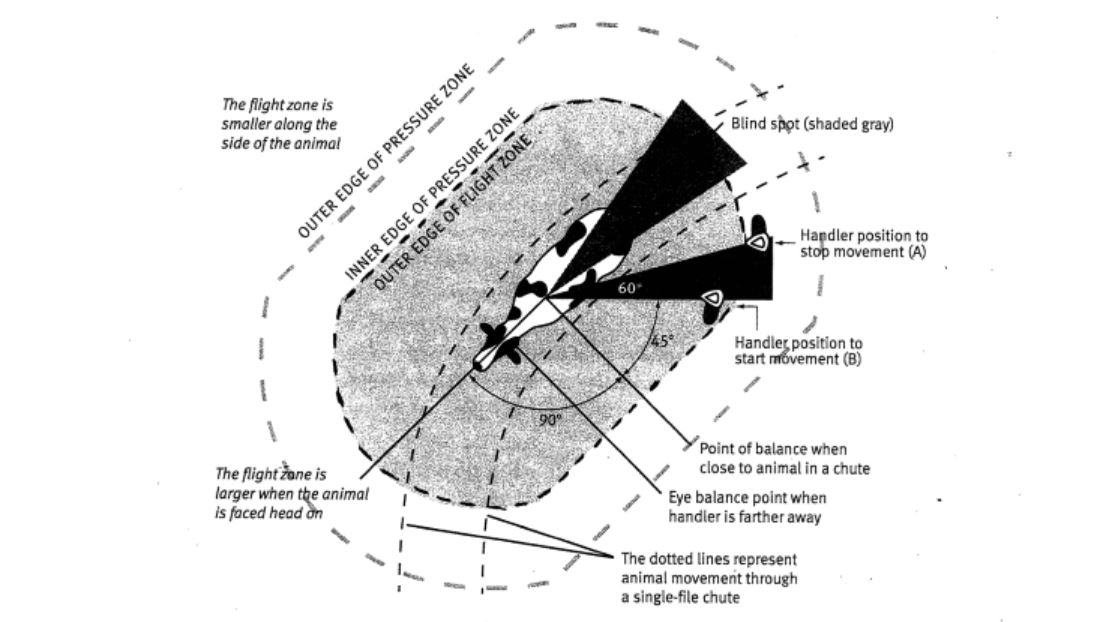 The flight zone is
smaller along the
side of the animal
OUTER EDGE OF PRESSURE ZONE
INNER EDGE OF PRESSURE ZONE
OUTER EDGE OF FLIGHT ZONE
Blind spot (shaded gray)
Handler position to
stop movement (A)
60°
45°
Handler position to
start movement (B)
90°
Point of balance when
close to animal in a chute
The flight zone is
larger when the animal
is faced head on
Eye balance point when
handler is farther away
The dotted lines represent
animal movement through
a single-file chute